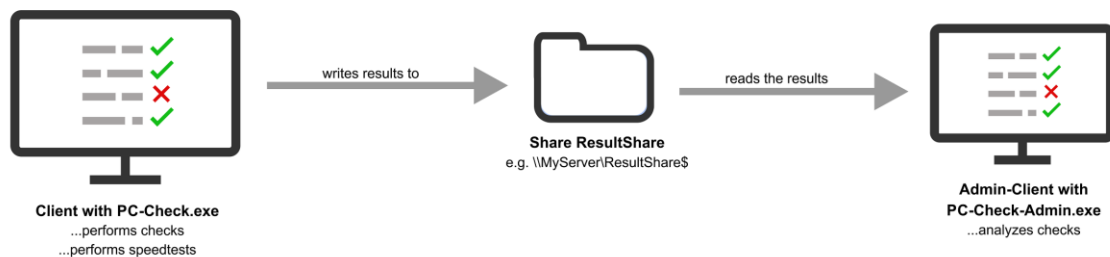 writes results to
reads the results
Share ResultShare
e.g. \\MyServer\ResultShare$
Client with PC-Check.exe
...performs checks
...performs speedtests
Admin-Client with
PC-Check-Admin.exe
...analyzes checks